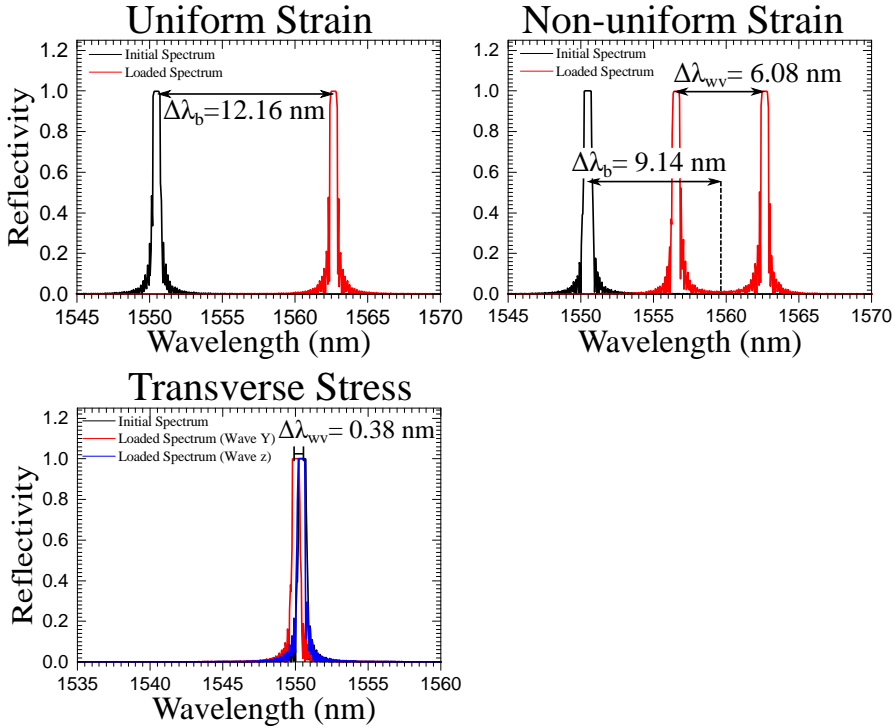 Uniform Strain
Initial Spectrum
Loaded Spectrum
Δλb=12.16 nm
Reflectivity
1.2
1.0
0.8
0.6
0.4
0.2
0.0
1545 1550 1555 1560 1565 1570
Wavelength (nm)
Non-uniform Strain
Initial Spectrum
Loaded Spectrum
Δλwv= 6.08 nm
Δλb= 9.14 nm
1.2
1.0
0.8
0.6
0.4
0.2
0.0
1545 1550 1555 1560 1565 1570
Wavelength (nm)
Transverse Stress
Initial Spectrum
Loaded Spectrum (Wave Y)
Loaded Spectrum (Wave z)
Δλwv= 0.38 nm
Reflectivity
1.2
1.0
0.8
0.6
0.4
0.2
0.0
1535 1540 1545 1550 1555 1560
Wavelength (nm)